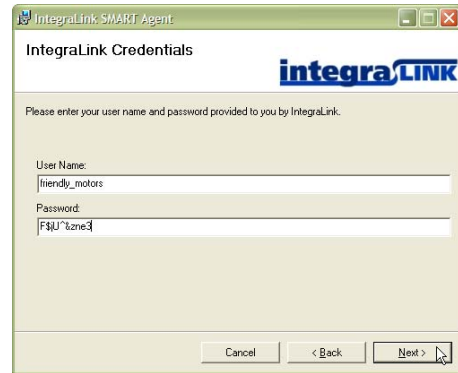 IntegraLink SMART Agent
IntegraLink Credentials
integraLINK
Please enter your user name and password provided to you by IntegraLink.
User Name:
friendly_motors
Password:
F$jU^&zne3
Cancel
< Back
Next >